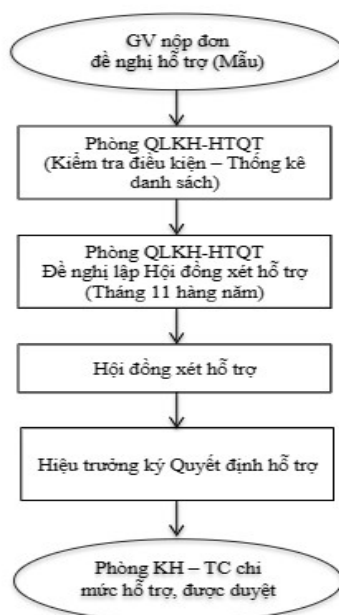 GV nộp đơn
đề nghị hỗ trợ (Mẫu)
Phòng QLKH-HTQT
(Kiểm tra điều kiện – Thống kê
danh sách)
Phòng QLKH-HTQT
Đề nghị lập Hội đồng xét hỗ trợ
(Tháng 11 hàng năm)
Hội đồng xét hỗ trợ
Hiệu trưởng ký Quyết định hỗ trợ
Phòng KH – TC chi
mức hỗ trợ, được duyệt